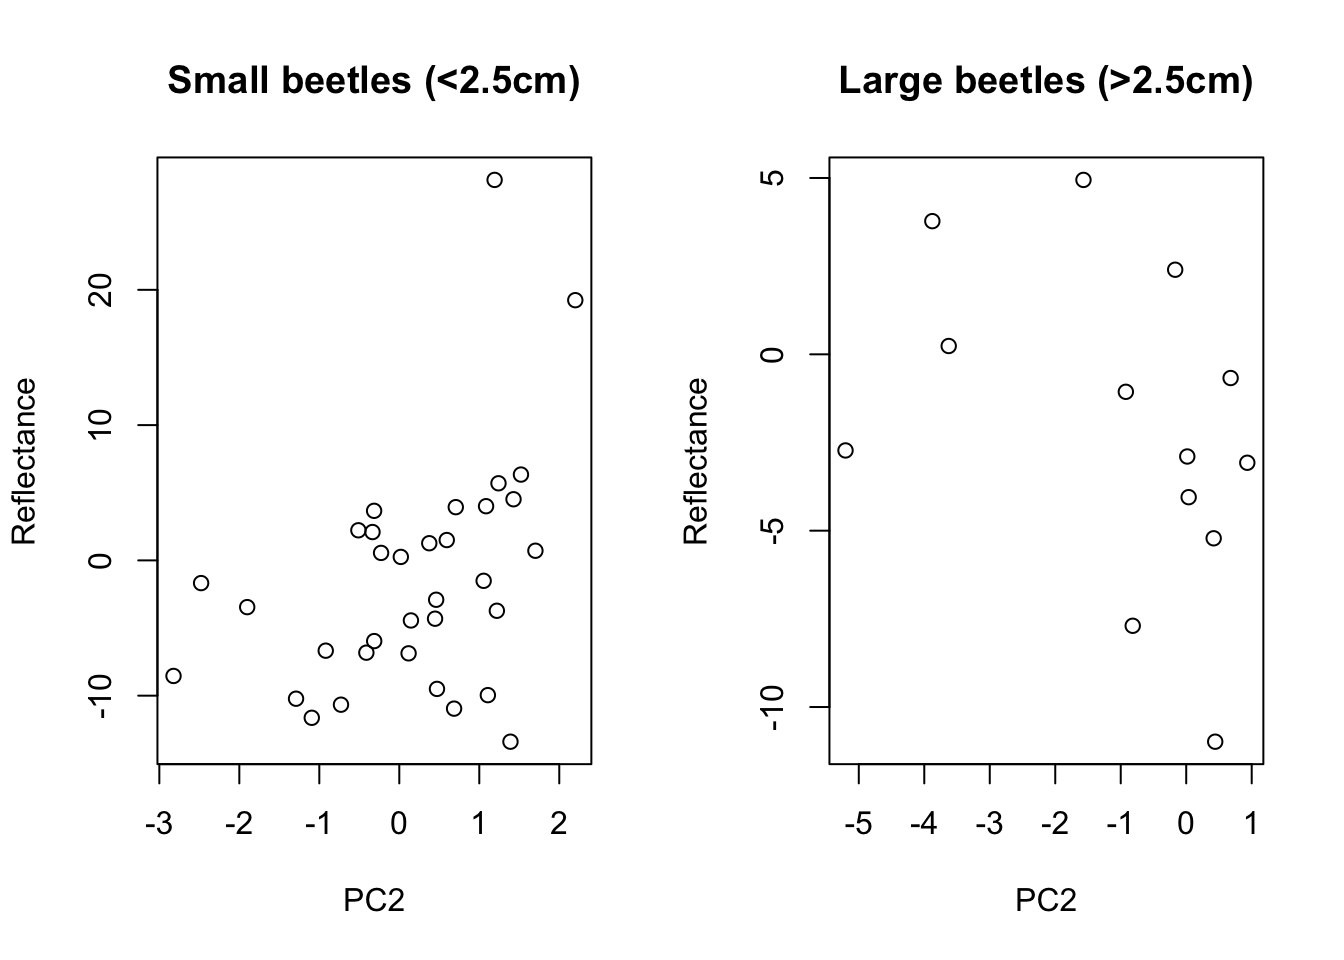 Small beetles (<2.5cm)
Reflectance
20
10
0
-10
-3 -2 -1 0 1 2
PC2
Large beetles (>2.5cm)
Reflectance
5
0
-5
-10
-5 -4 -3 -2 -1 0 1
PC2